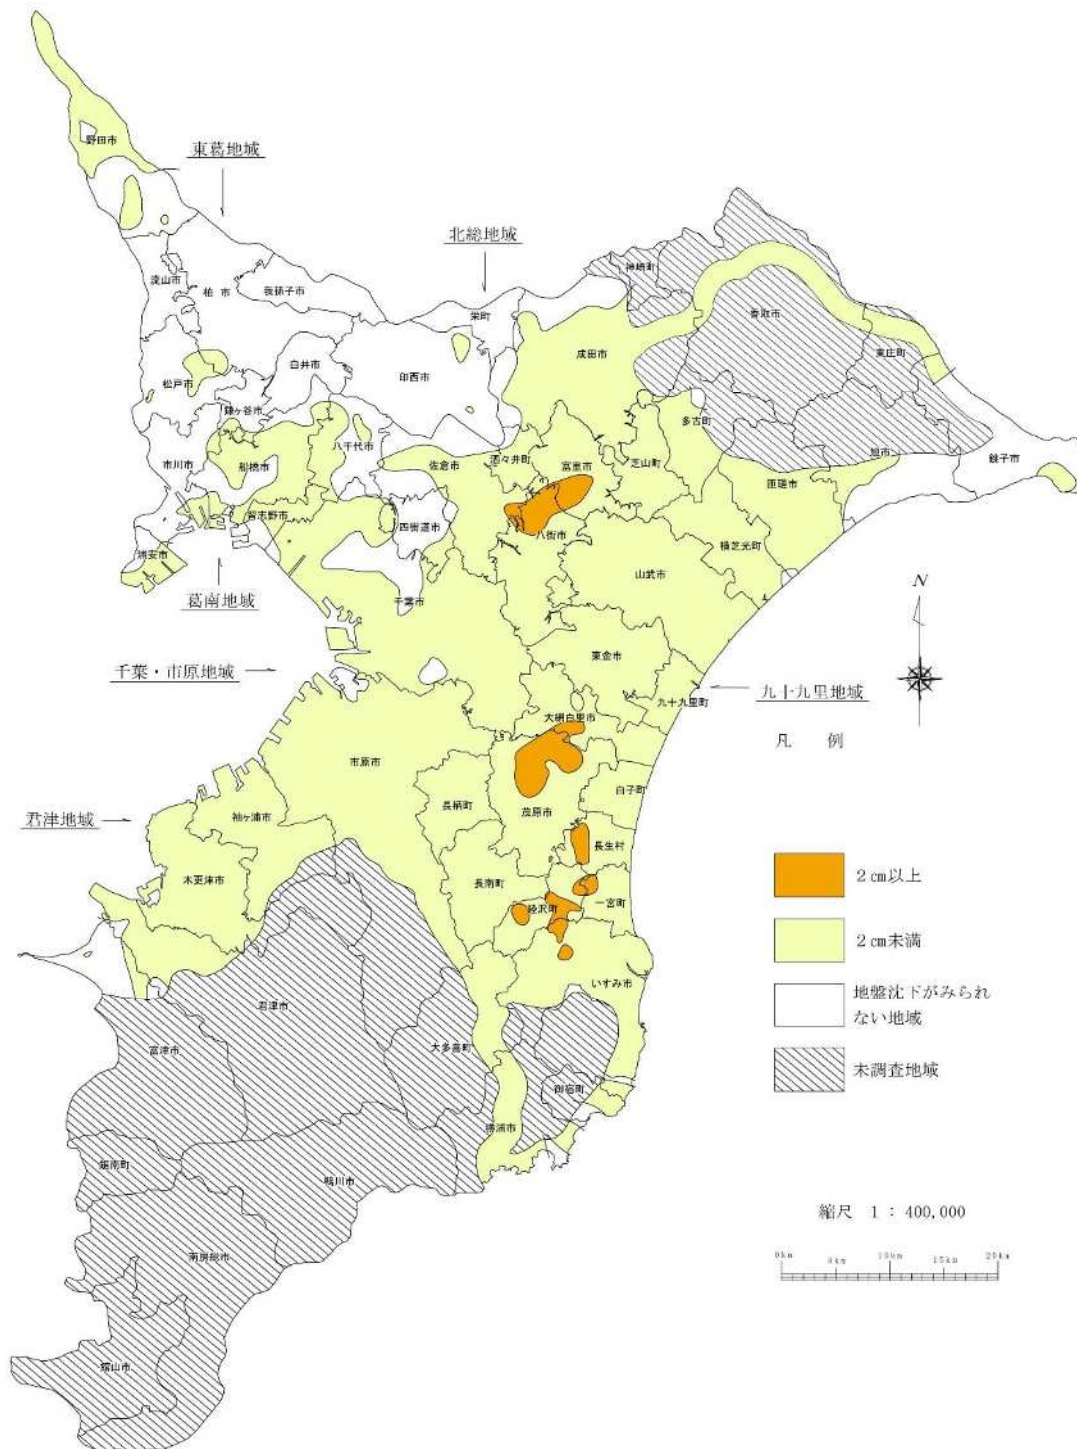 野田市
東葛地域
北総地域
神崎町
流山市
柏市
我孫子市
栄町
香取市
成田市
東庄町
白井市
印西市
松戸市
鎌ヶ谷市
多古町
八千代市
市川市
船橋市
佐倉市
酒々井町
富里市
芝山町
旭市
銚子市
匝瑳市
習志野市
四街道市
八街市
横芝光町
浦安市
山武市
N
葛南地域
千葉市
東金市
千葉・市原地域
九十九里町
九十九里地域
大網白里市
凡 例
市原市
白子町
長柄町
袖ヶ浦市
茂原市
君津地域
長生村
2㎝以上
木更津市
長南町
睦沢町
一宮町
2㎝未満
いすみ市
地盤沈下がみられ
ない地域
君津市
富津市
大多喜町
未調査地域
御宿町
勝浦市
鋸南町
鴨川市
縮尺 1 : 400,000
南房総市
0km
5km
10km
15km
20km
館山市